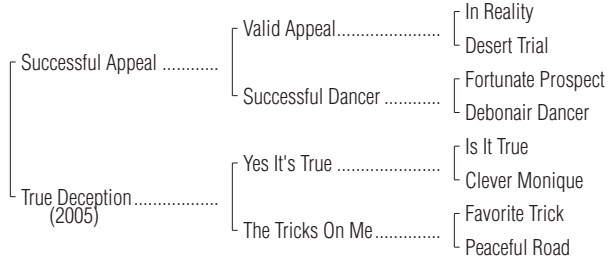 In Reality
Valid Appeal....................
Desert Trial
Successful Appeal ............
Fortunate Prospect
Successful Dancer ............
Debonair Dancer
Is It True
Yes It's True ....................
Clever Monique
True Deception..................
(2005)
Favorite Trick
The Tricks On Me..............
Peaceful Road